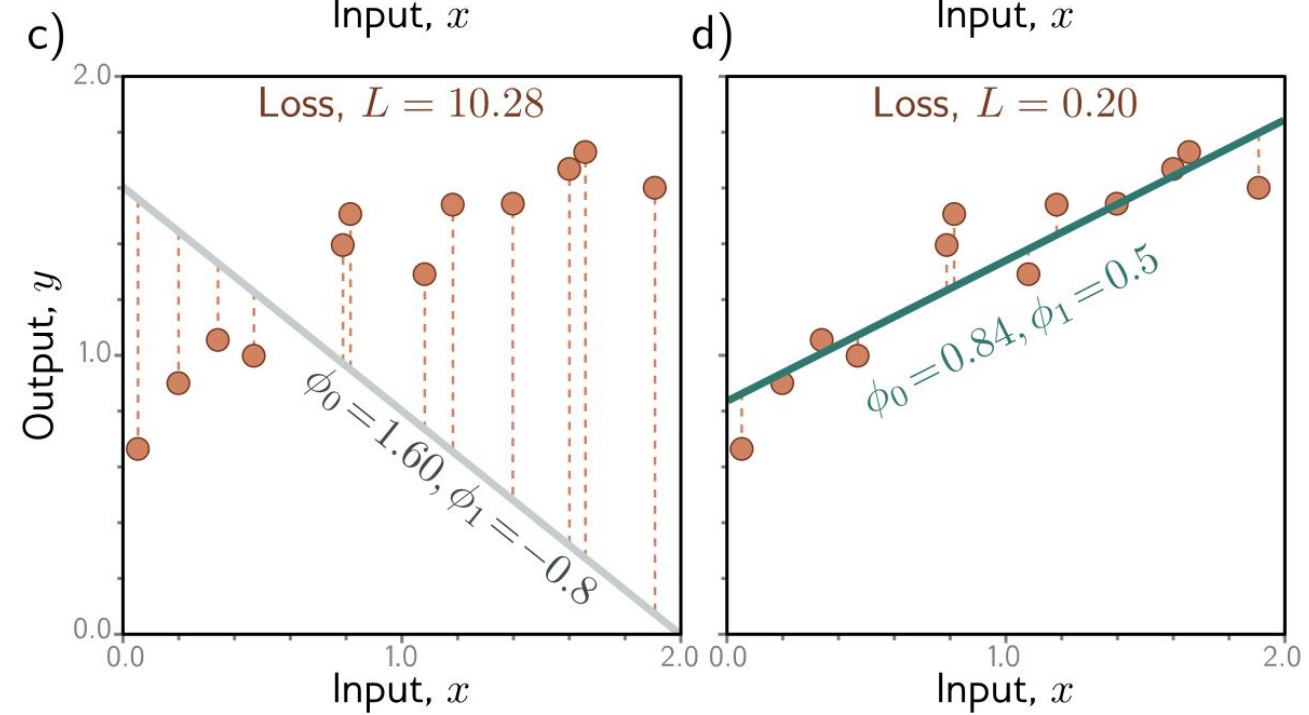 Input, x
Input, x
c)
d)
Loss, L = 10.28
Loss, L = 0.20
2.0
1.0
0.0
Output, y
ϕ₀ = 1.60, ϕ₁ = −0.8
ϕ₀ = 0.84, ϕ₁ = 0.5
0.0 1.0 2.0
0.0 1.0 2.0
Input, x
Input, x